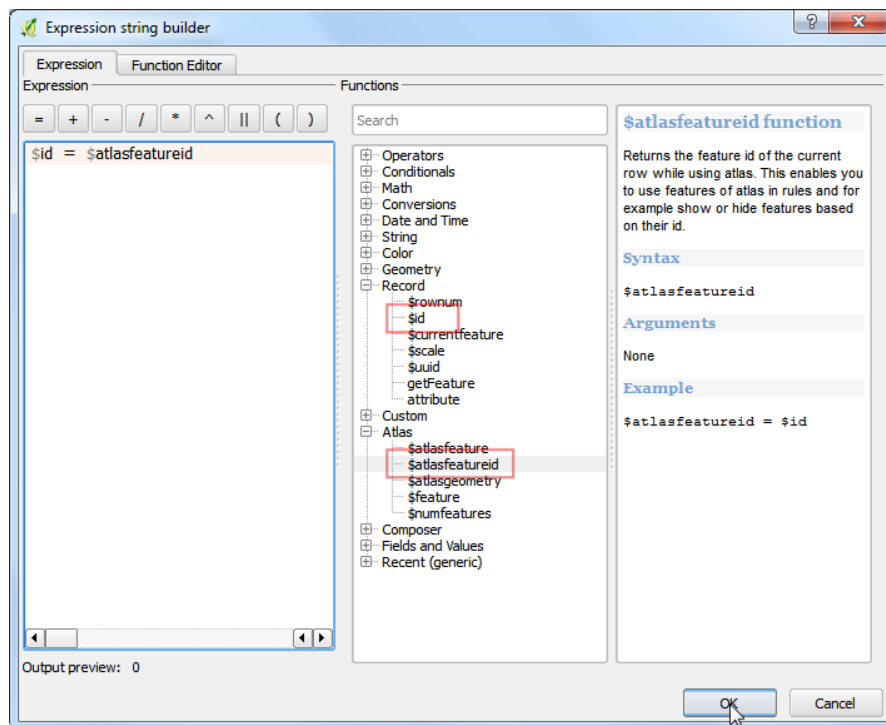 Expression string builder
Expression
Function Editor
Expression
Functions
= + - / * ^ || ( )
Search
$id = $atlasfeatureid
Operators
Conditionals
Math
Conversions
Date and Time
String
Color
Geometry
Record
$rownum
$id
$currentfeature
$scale
$uuid
getFeature
attribute
Custom
Atlas
$atlasfeature
$atlasfeatureid
$atlasgeometry
$feature
$numfeatures
Composer
Fields and Values
Recent (generic)
$atlasfeatureid function
Returns the feature id of the current
row while using atlas. This enables you
to use features of atlas in rules and for
example show or hide features based
on their id.
Syntax
$atlasfeatureid
Arguments
None
Example
$atlasfeatureid = $id
Output preview: 0
OK
Cancel